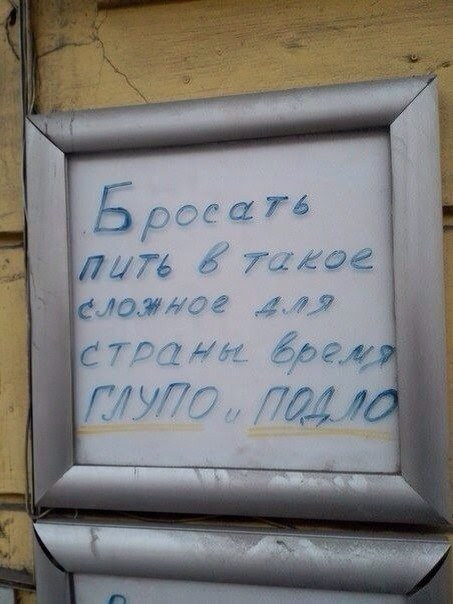 Бросать
пить в такое
сложное для
страны время
ГЛУПО и ПОДЛО